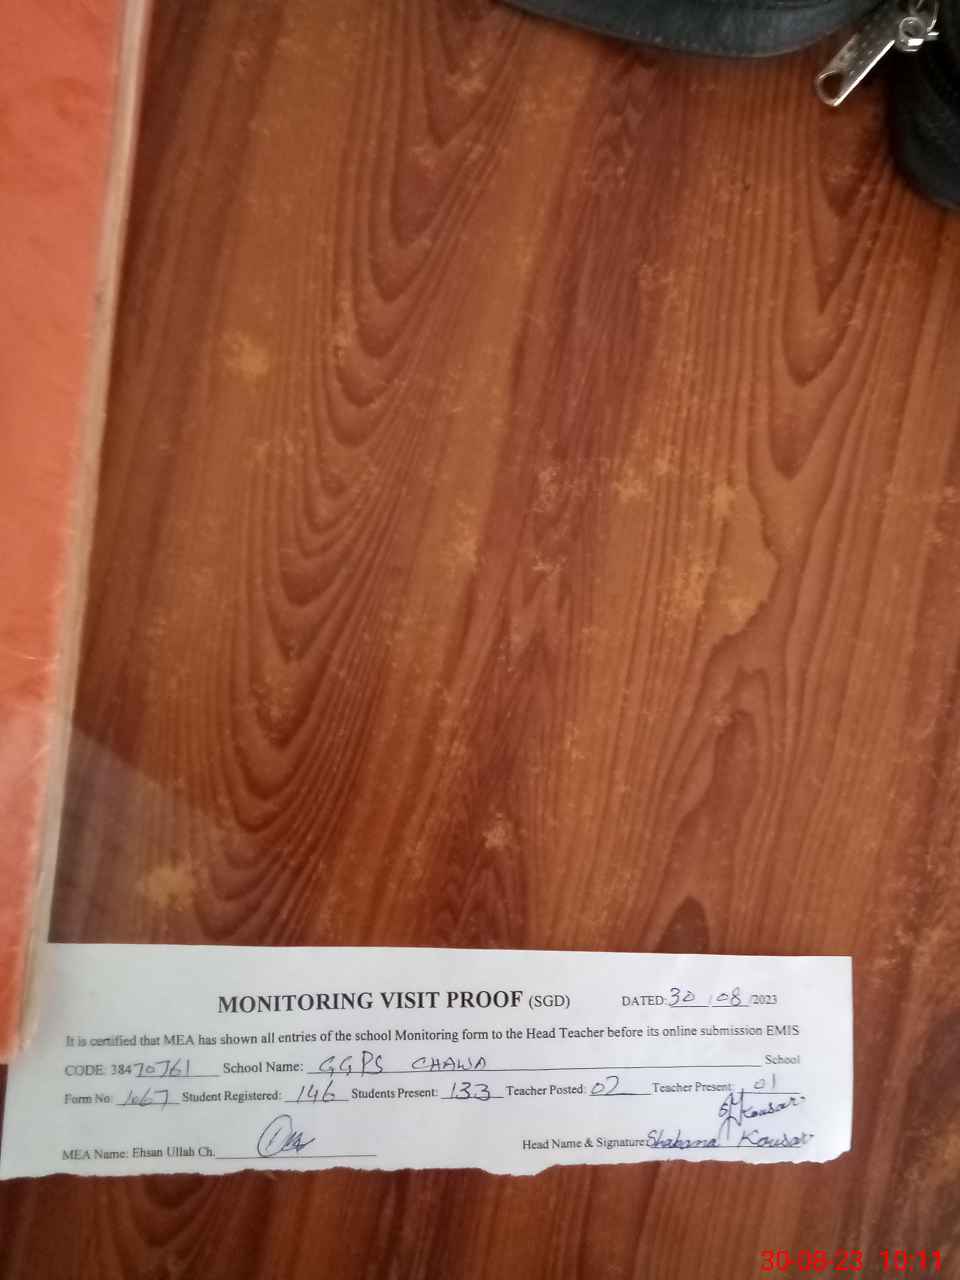 MONITORING VISIT PROOF (SGD) DATED: 30/08/2023
It is certified that MEA has shown all entries of the school Monitoring form to the Head Teacher before its online submission EMIS
CODE: 38470761 School Name: GGPS CHAWA School
Form No: 1067 Student Registered: 146 Students Present: 133 Teacher Posted: 02 Teacher Present: 01
Kousar
MEA Name: Ehsan Ullah Ch. Head Name & Signature: Shabana Kousar
30-08-23 10:11